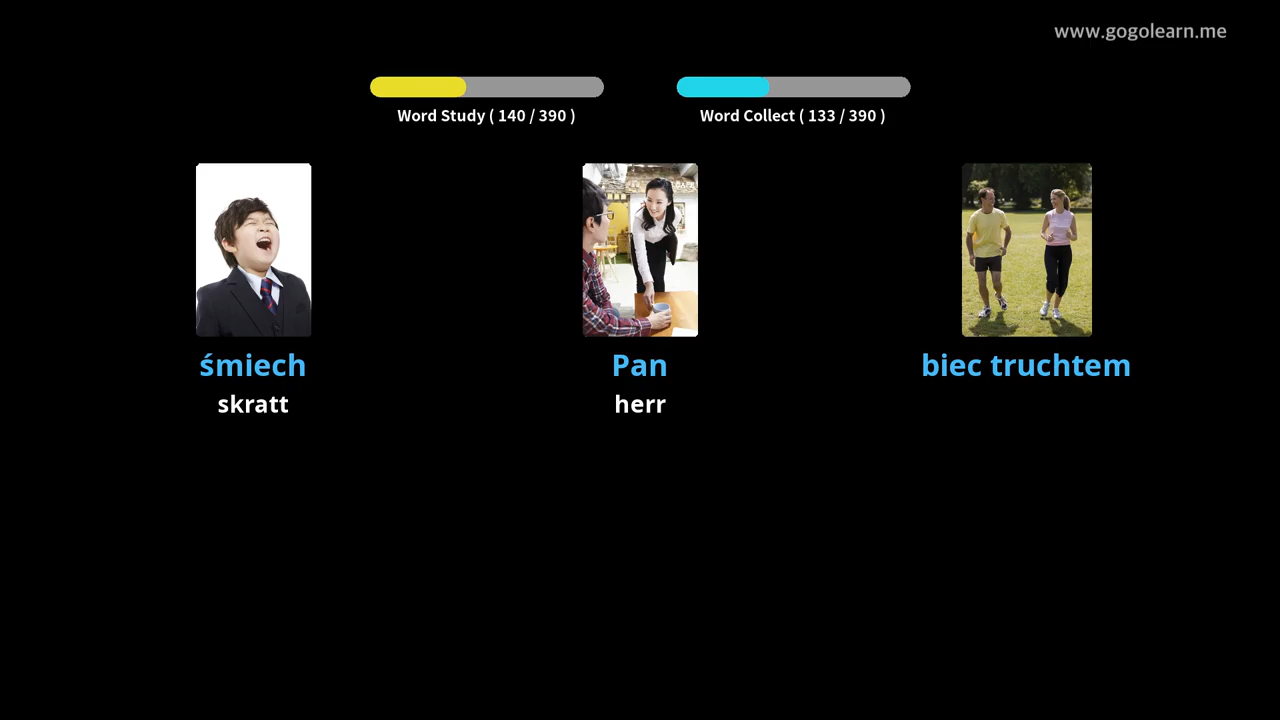 www.gogolearn.me
Word Study ( 140 / 390 )
Word Collect ( 133 / 390 )
śmiech
Pan
biec truchtem
skratt
herr